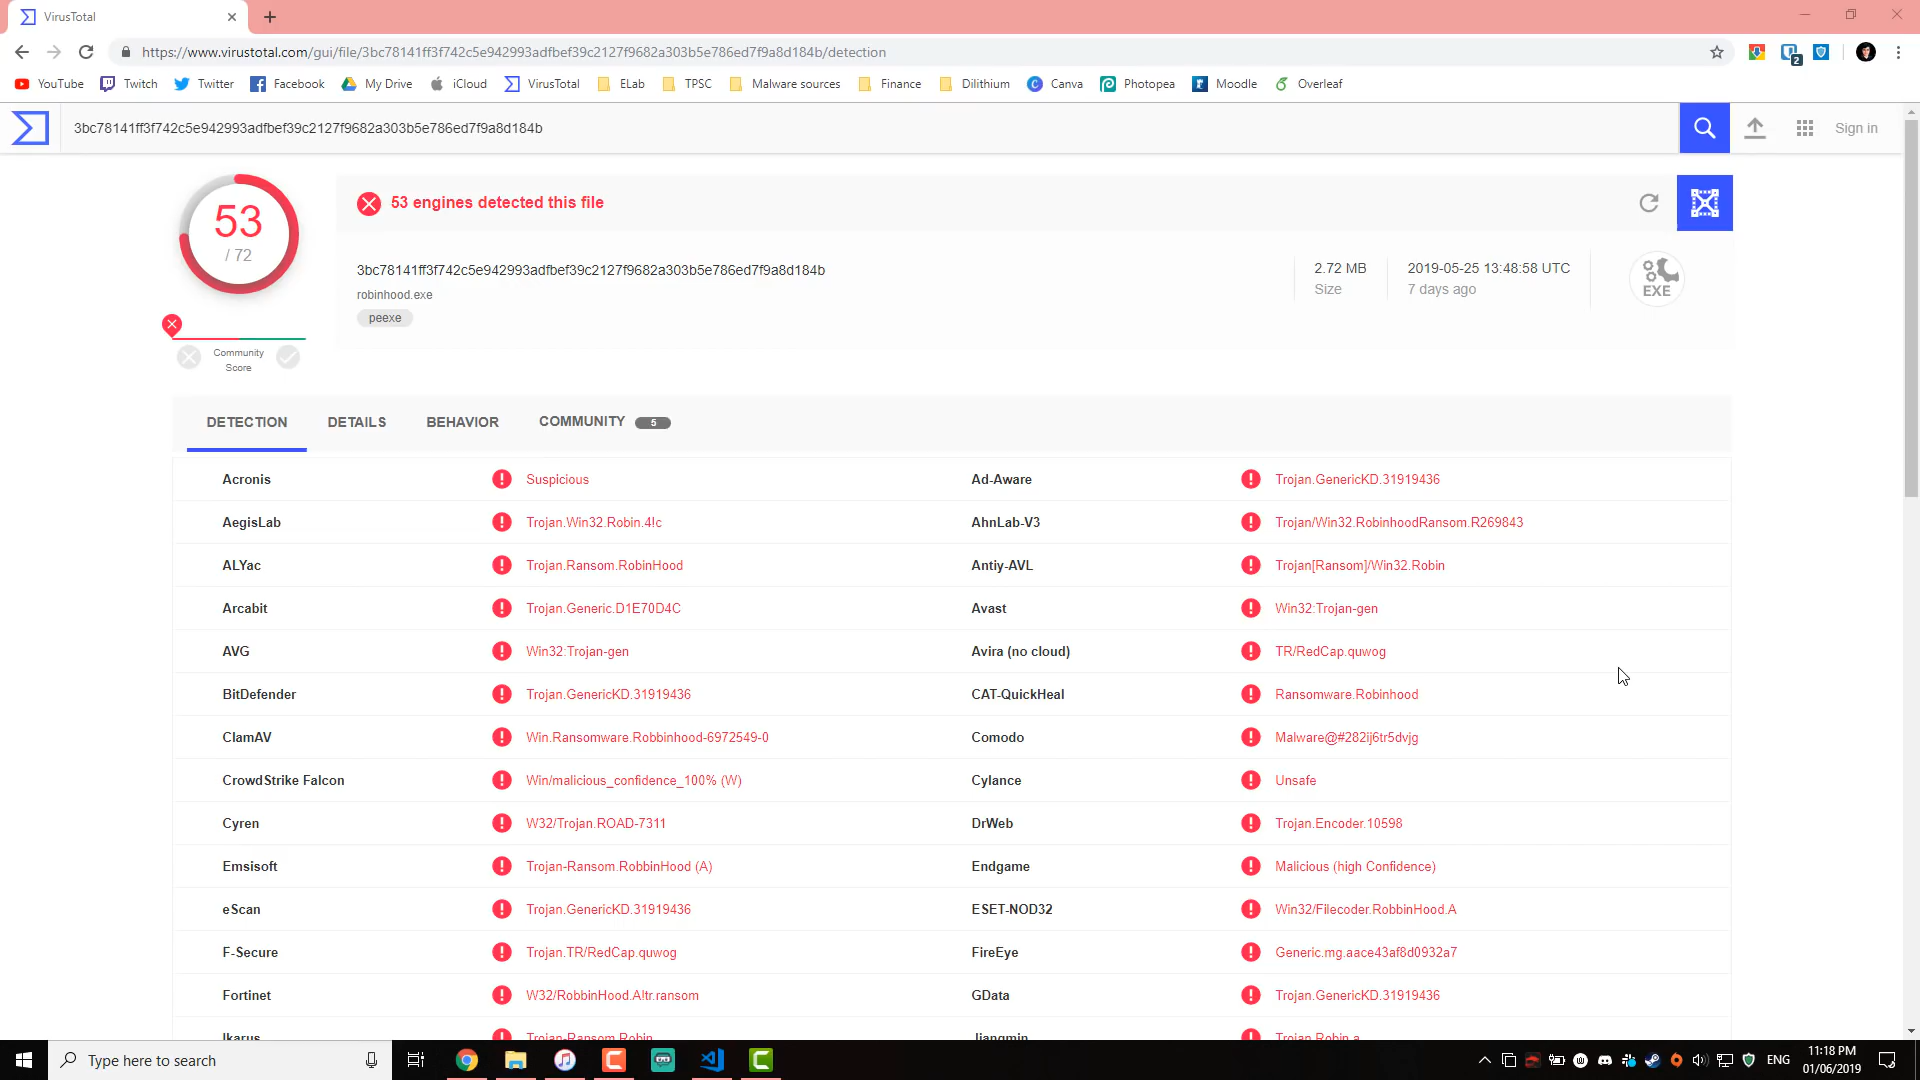 VirusTotal
https://www.virustotal.com/gui/file/3bc78141ff3f742c5e942993adfbef39c2127f9682a303b5e786ed7f9a8d184b/detection
2
YouTube Twitch Twitter Facebook My Drive iCloud VirusTotal ELab TPSC Malware sources Finance Dilithium Canva Photopea Moodle Overleaf
3bc78141ff3f742c5e942993adfbef39c2127f9682a303b5e786ed7f9a8d184b
Sign in
53
/ 72
53 engines detected this file
3bc78141ff3f742c5e942993adfbef39c2127f9682a303b5e786ed7f9a8d184b
robinhood.exe
peexe
2.72 MB
Size
2019-05-25 13:48:58 UTC
7 days ago
EXE
Community
Score
DETECTION DETAILS BEHAVIOR COMMUNITY 5
Acronis Suspicious Ad-Aware Trojan.GenericKD.31919436
AegisLab Trojan.Win32.Robin.4!c AhnLab-V3 Trojan/Win32.RobinhoodRansom.R269843
ALYac Trojan.Ransom.RobinHood Antiy-AVL Trojan[Ransom]/Win32.Robin
Arcabit Trojan.Generic.D1E70D4C Avast Win32:Trojan-gen
AVG Win32:Trojan-gen Avira (no cloud) TR/RedCap.quwog
BitDefender Trojan.GenericKD.31919436 CAT-QuickHeal Ransomware.Robinhood
ClamAV Win.Ransomware.Robbinhood-6972549-0 Comodo Malware@#282ij6tr5dvjg
CrowdStrike Falcon Win/malicious_confidence_100% (W) Cylance Unsafe
Cyren W32/Trojan.ROAD-7311 DrWeb Trojan.Encoder.10598
Emsisoft Trojan-Ransom.RobbinHood (A) Endgame Malicious (high Confidence)
eScan Trojan.GenericKD.31919436 ESET-NOD32 Win32/Filecoder.RobbinHood.A
F-Secure Trojan.TR/RedCap.quwog FireEye Generic.mg.aace43af8d0932a7
Fortinet W32/RobbinHood.A!tr.ransom GData Trojan.GenericKD.31919436
Ikarus Trojan-Ransom.Robin Jiangmin Trojan.Robin.a
Type here to search
ENG
11:18 PM
01/06/2019